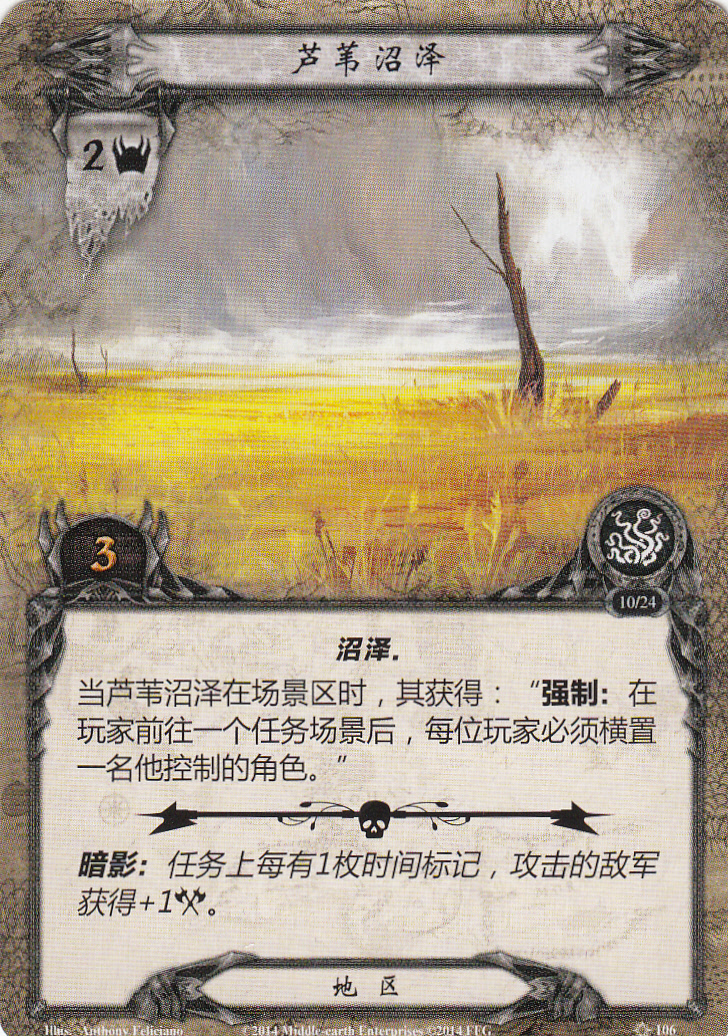 芦苇沼泽
2
3
10/24
沼泽.
当芦苇沼泽在场景区时，其获得：“强制：在
玩家前往一个任务场景后，每位玩家必须横置
一名他控制的角色。”
暗影：任务上每有1枚时间标记，攻击的敌军
获得+1。
地区
Illus. Anthony Feliciano
©2014 Middle-earth Enterprises ©2014 FFG
106